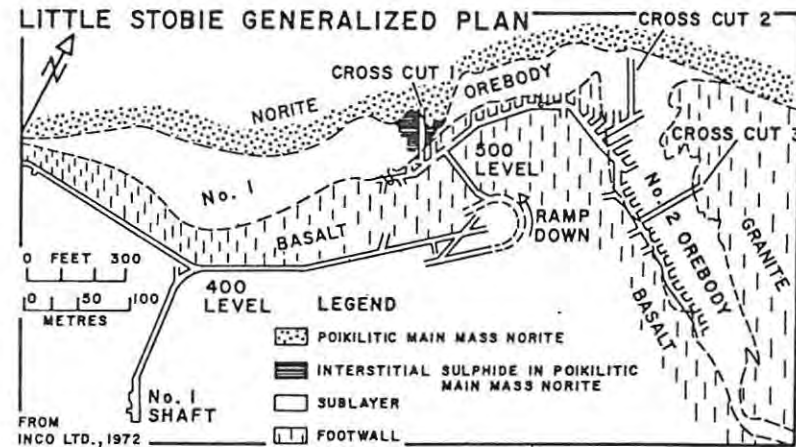 LITTLE STOBIE GENERALIZED PLAN
CROSS CUT 2
N
CROSS CUT 1
OREBODY
NORITE
CROSS CUT 3
No. 1
500
LEVEL
No. 2 OREBODY
BASALT
RAMP
DOWN
GRANITE
BASALT
0 FEET 300
0 50 100
METRES
400
LEVEL
LEGEND
POIKILITIC MAIN MASS NORITE
INTERSTITIAL SULPHIDE IN POIKILITIC
MAIN MASS NORITE
SUBLAYER
FOOTWALL
No. 1
SHAFT
FROM
INCO LTD., 1972